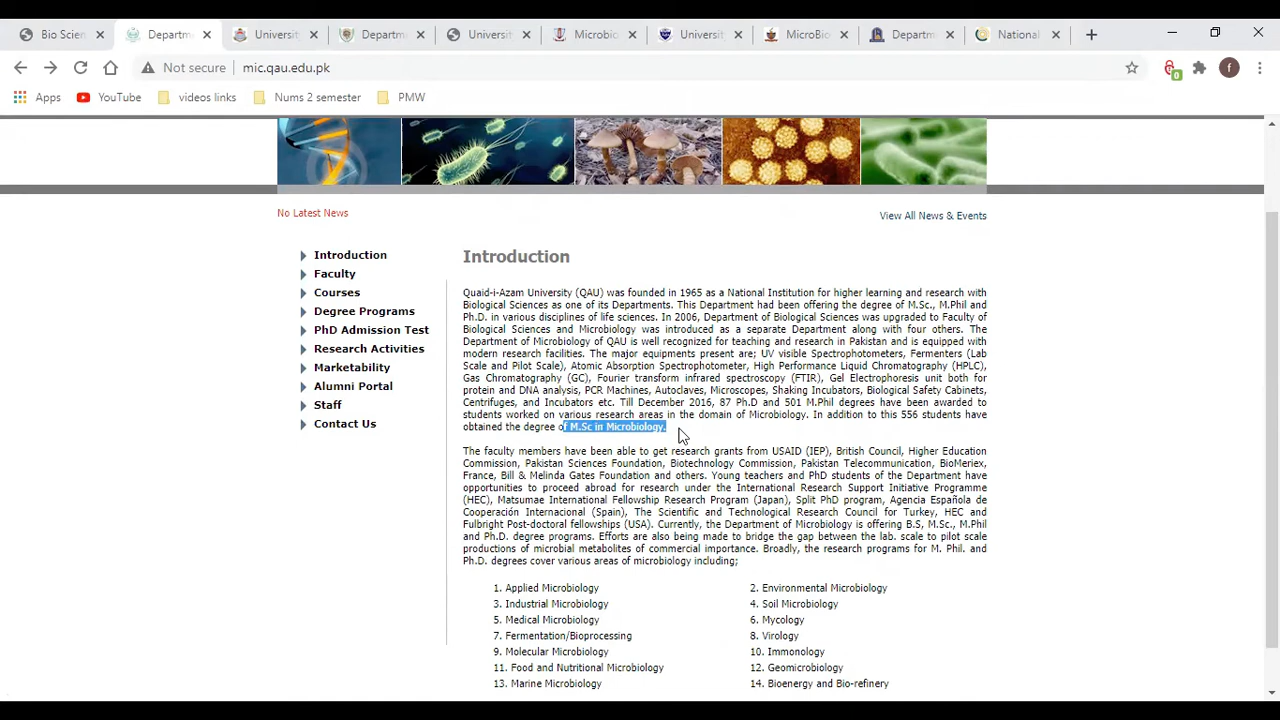 Bio Scien
Departm
Universit
Departm
Universit
Microbio
Universit
MicroBio
Departm
National
Not secure
mic.qau.edu.pk
0
f
Apps
YouTube
videos links
Nums 2 semester
PMW
No Latest News
View All News & Events
Introduction
Faculty
Courses
Degree Programs
PhD Admission Test
Research Activities
Marketability
Alumni Portal
Staff
Contact Us
Introduction
Quaid-i-Azam University (QAU) was founded in 1965 as a National Institution for higher learning and research with
Biological Sciences as one of its Departments. This Department had been offering the degree of M.Sc., M.Phil and
Ph.D. in various disciplines of life sciences. In 2006, Department of Biological Sciences was upgraded to Faculty of
Biological Sciences and Microbiology was introduced as a separate Department along with four others. The
Department of Microbiology of QAU is well recognized for teaching and research in Pakistan and is equipped with
modern research facilities. The major equipments present are; UV visible Spectrophotometers, Fermenters (Lab
Scale and Pilot Scale), Atomic Absorption Spectrophotometer, High Performance Liquid Chromatography (HPLC),
Gas Chromatography (GC), Fourier transform infrared spectroscopy (FTIR), Gel Electrophoresis unit both for
protein and DNA analysis, PCR Machines, Autoclaves, Microscopes, Shaking Incubators, Biological Safety Cabinets,
Centrifuges, and Incubators etc. Till December 2016, 87 Ph.D and 501 M.Phil degrees have been awarded to
students worked on various research areas in the domain of Microbiology. In addition to this 556 students have
obtained the degree of M.Sc in Microbiology.
The faculty members have been able to get research grants from USAID (IEP), British Council, Higher Education
Commission, Pakistan Sciences Foundation, Biotechnology Commission, Pakistan Telecommunication, BioMeriex,
France, Bill & Melinda Gates Foundation and others. Young teachers and PhD students of the Department have
opportunities to proceed abroad for research under the International Research Support Initiative Programme
(HEC), Matsumae International Fellowship Research Program (Japan), Split PhD program, Agencia Española de
Cooperación Internacional (Spain), The Scientific and Technological Research Council for Turkey, HEC and
Fulbright Post-doctoral fellowships (USA). Currently, the Department of Microbiology is offering B.S, M.Sc., M.Phil
and Ph.D. degree programs. Efforts are also being made to bridge the gap between the lab. scale to pilot scale
productions of microbial metabolites of commercial importance. Broadly, the research programs for M. Phil. and
Ph.D. degrees cover various areas of microbiology including;
1. Applied Microbiology
2. Environmental Microbiology
3. Industrial Microbiology
4. Soil Microbiology
5. Medical Microbiology
6. Mycology
7. Fermentation/Bioprocessing
8. Virology
9. Molecular Microbiology
10. Immonology
11. Food and Nutritional Microbiology
12. Geomicrobiology
13. Marine Microbiology
14. Bioenergy and Bio-refinery